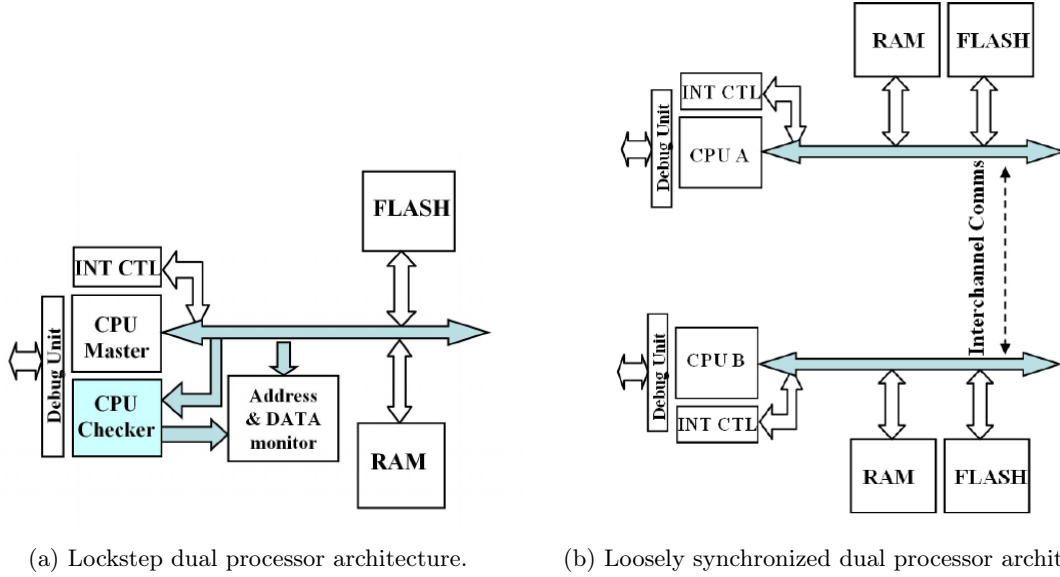 FLASH
INT CTL
CPU
Master
Debug Unit
CPU
Checker
Address
& DATA
monitor
RAM
(a) Lockstep dual processor architecture.
RAM
FLASH
INT CTL
Debug Unit
CPU A
Interchannel Comms
Debug Unit
CPU B
INT CTL
RAM
FLASH
(b) Loosely synchronized dual processor archit